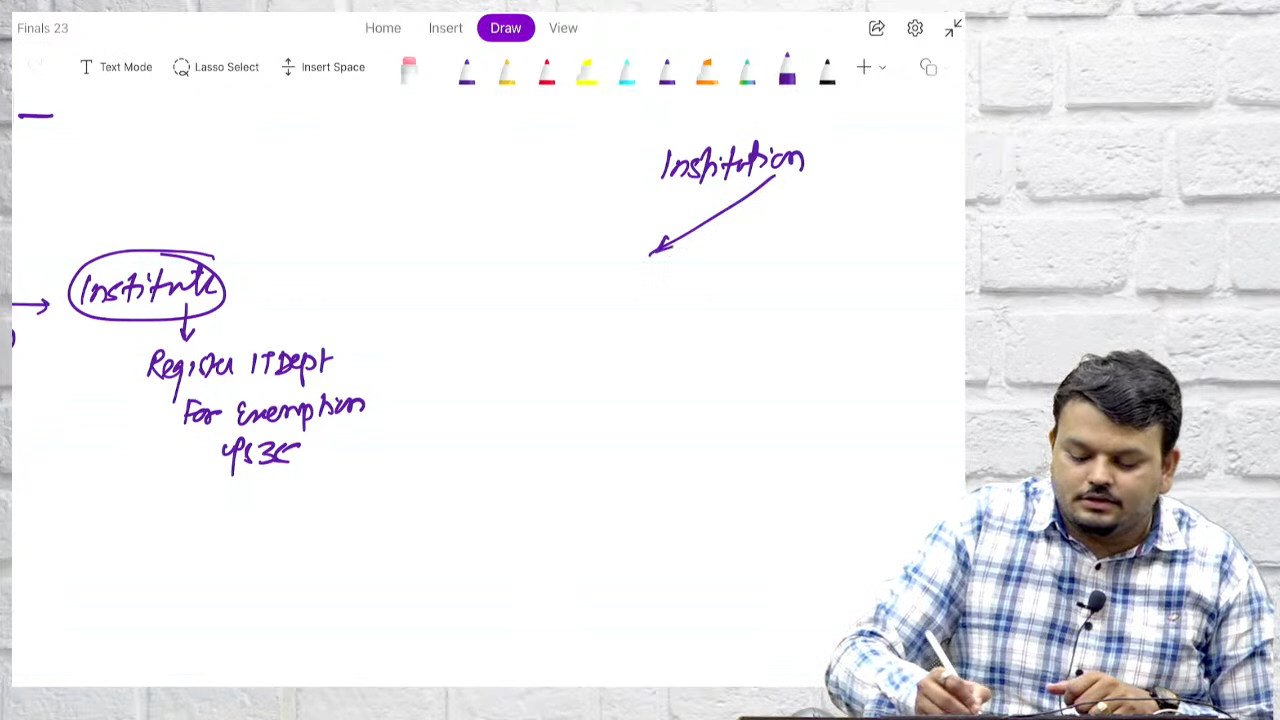 Finals 23
Home Insert Draw View
Text Mode Lasso Select Insert Space
Institution
Institute
Register IT Dept
For Exemption
u/s 35